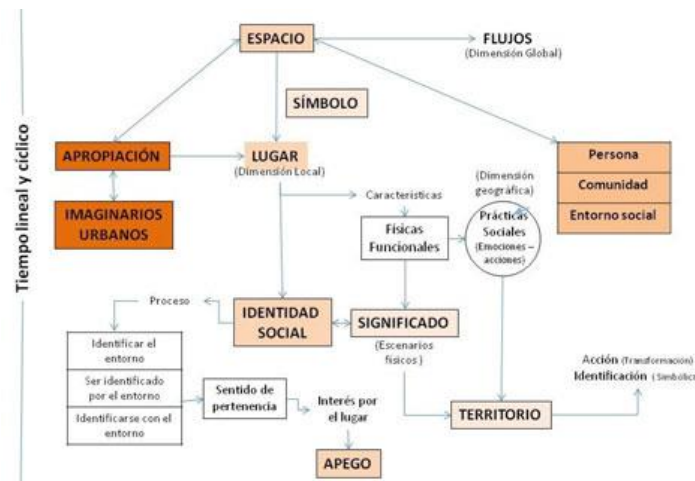 ESPACIO
FLUJOS
(Dimensión Global)
SÍMBOLO
APROPIACIÓN
LUGAR
(Dimensión Local)
IMAGINARIOS
URBANOS
Persona
Comunidad
Entorno social
(Dimensión
geográfica)
Características
Prácticas
Sociales
(Emociones –
acciones)
Físicas
Funcionales
Tiempo lineal y cíclico
Proceso
IDENTIDAD
SOCIAL
SIGNIFICADO
(Escenarios
físicos )
Identificar el
entorno
Ser identificado
por el entorno
Identificarse con el
entorno
Sentido de
pertenencia
Interés por
el lugar
APEGO
TERRITORIO
Acción (Transformación)
Identificación ( Simbólica